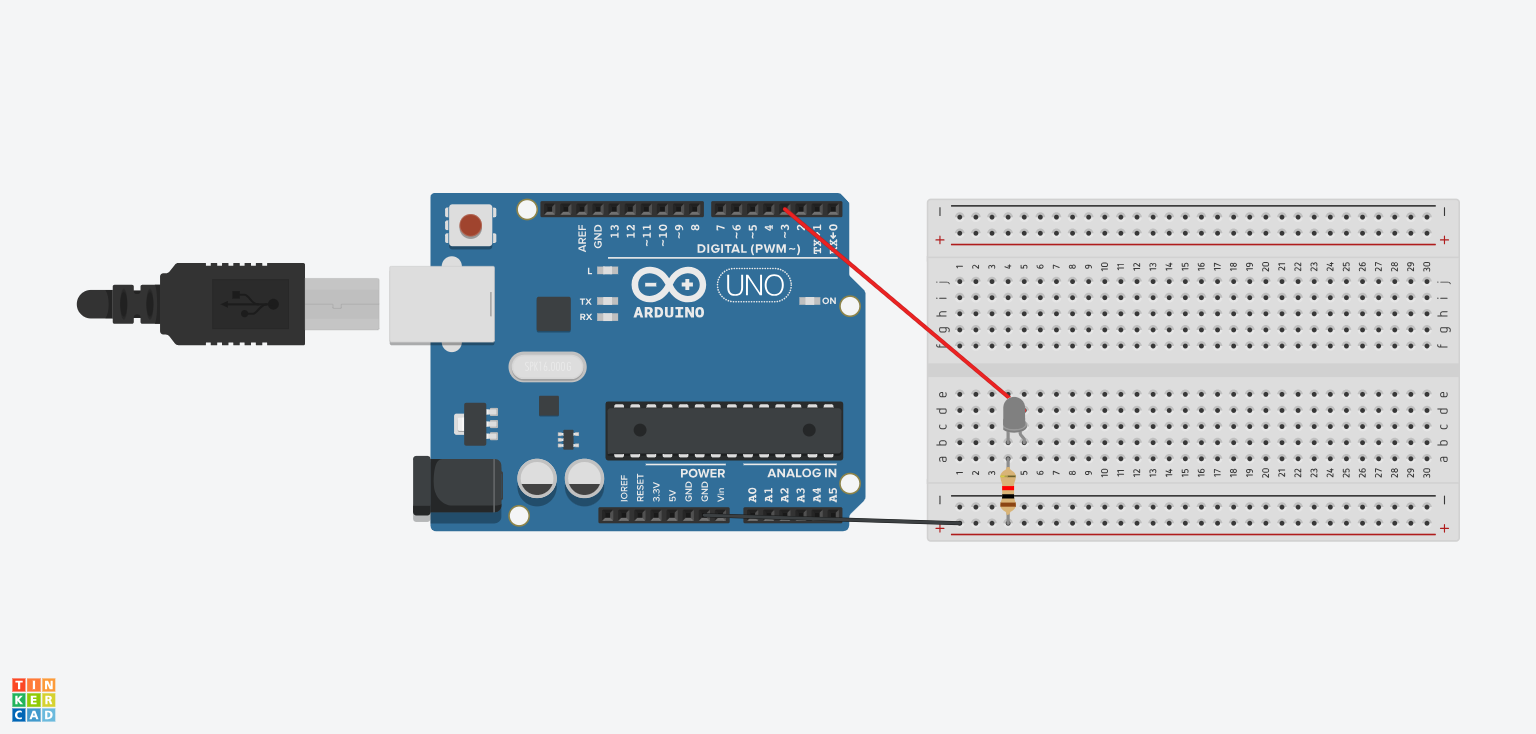 AREF GND 13 12 ~11 ~10 ~9 8 7 ~6 ~5 4 ~3 2 TX→1 RX←0
DIGITAL (PWM~)
L
TX
RX
UNO
ON
ARDUINO
POWER
ANALOG IN
IOREF RESET 3.3V 5V GND GND Vin A0 A1 A2 A3 A4 A5
− −
+ +
1 2 3 4 5 6 7 8 9 10 11 12 13 14 15 16 17 18 19 20 21 22 23 24 25 26 27 28 29 30
j j
i i
h h
g g
f f
e e
d d
c c
b b
a a
1 2 3 5 6 7 8 9 10 11 12 13 14 15 16 17 18 19 20 21 22 23 24 25 26 27 28 29 30
− −
+ +
TIN
KER
CAD